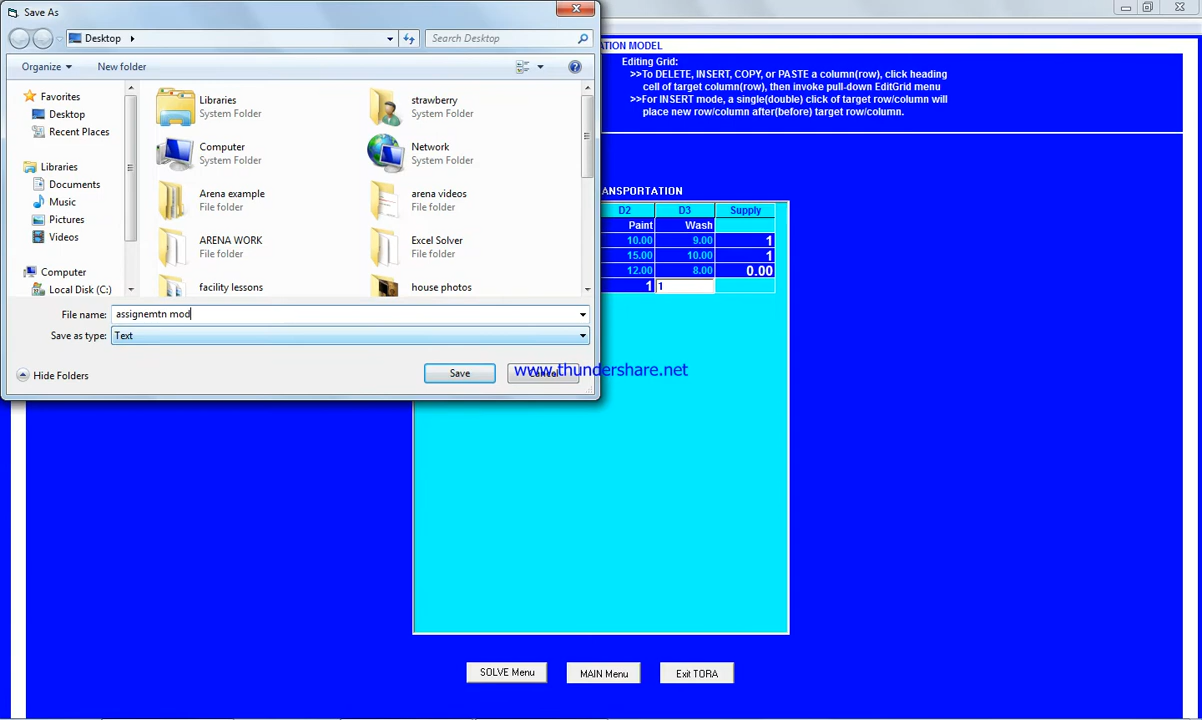 Save As
Desktop
Search Desktop
Organize
New folder
Favorites
Desktop
Recent Places
Libraries
Documents
Music
Pictures
Videos
Computer
Local Disk (C:)
Libraries
System Folder
strawberry
System Folder
Computer
System Folder
Network
System Folder
Arena example
File folder
arena videos
File folder
ARENA WORK
File folder
Excel Solver
File folder
facility lessons
house photos
File name: assignemtn mod
Save as type: Text
Hide Folders
Save
www.thundershare.net
ATION MODEL
Editing Grid:
>>To DELETE, INSERT, COPY, or PASTE a column(row), click heading
cell of target column(row), then invoke pull-down EditGrid menu
>>For INSERT mode, a single(double) click of target row/column will
place new row/column after(before) target row/column.
ANSPORTATION
D2 D3 Supply
Paint Wash
10.00 9.00 1
15.00 10.00 1
12.00 8.00 0.00
1 1
SOLVE Menu
MAIN Menu
Exit TORA